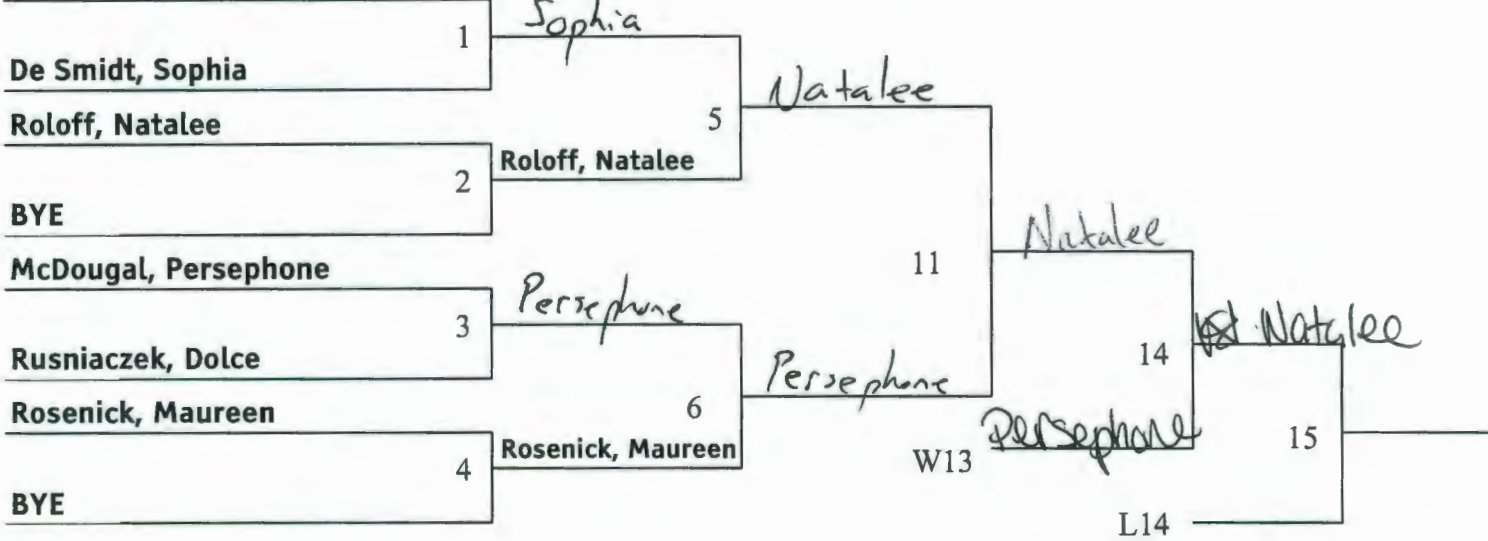 Sophia
1
De Smidt, Sophia
Natalee
Roloff, Natalee
5
Roloff, Natalee
2
BYE
Natalee
McDougal, Persephone
11
Persephone
3
Natalee
Rusniaczek, Dolce
14
Persephone
Rosenick, Maureen
6
Persephone
15
Rosenick, Maureen
W13
4
BYE
L14